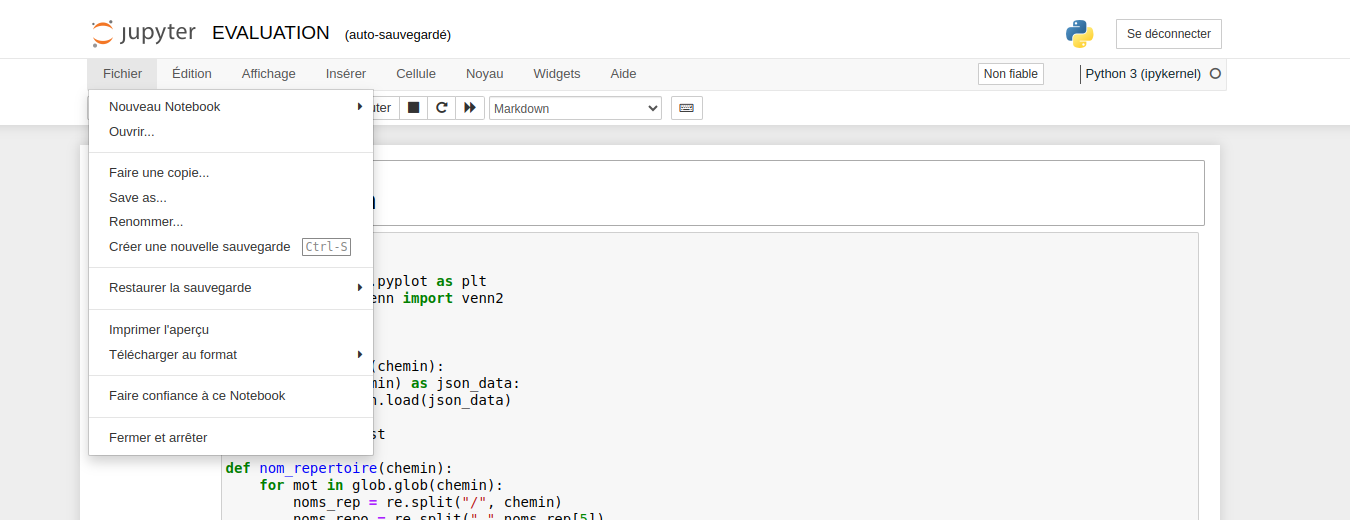 jupyter EVALUATION (auto-sauvegardé)
Se déconnecter
Fichier Édition Affichage Insérer Cellule Noyau Widgets Aide
Non fiable
Python 3 (ipykernel)
Markdown
Nouveau Notebook
Ouvrir...
Faire une copie...
Save as...
Renommer...
Créer une nouvelle sauvegarde Ctrl-S
Restaurer la sauvegarde
Imprimer l'aperçu
Télécharger au format
Faire confiance à ce Notebook
Fermer et arrêter
.pyplot as plt
enn import venn2
(chemin):
min) as json_data:
n.load(json_data)
st
def nom_repertoire(chemin):
for mot in glob.glob(chemin):
noms_rep = re.split("/", chemin)
noms_repo = re.split("_",noms_rep[5])